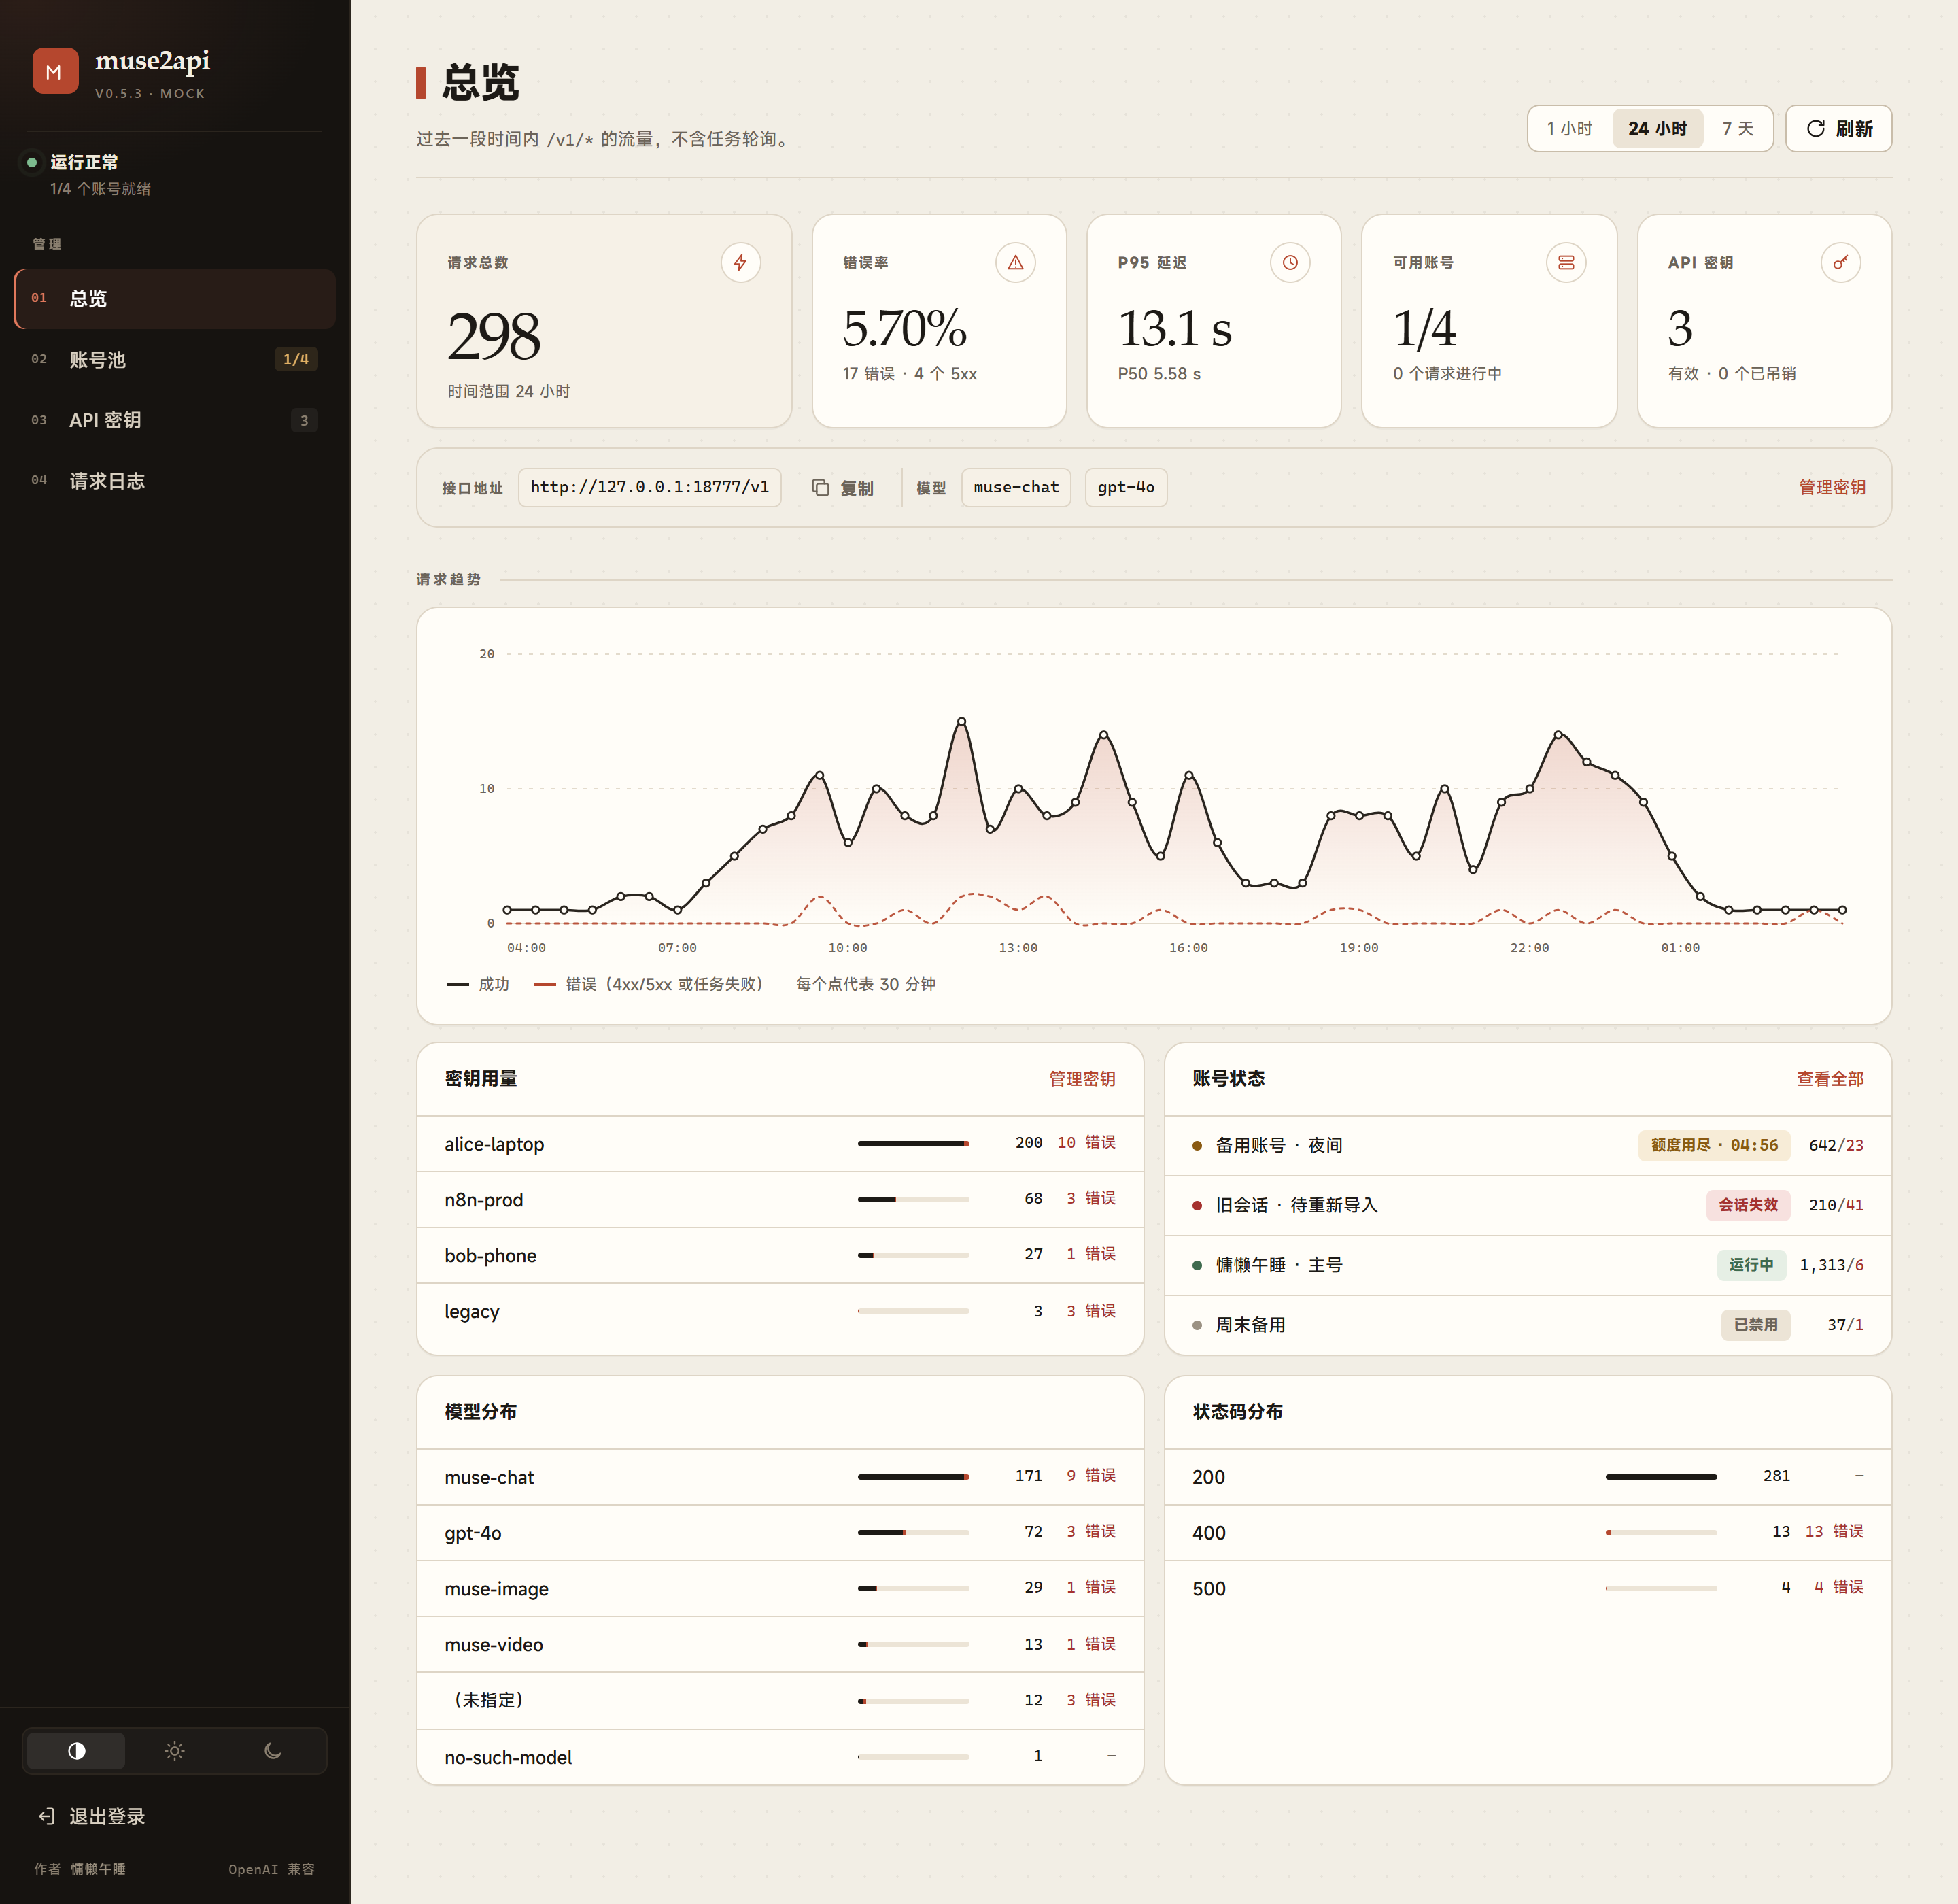 M
muse2api
V0.5.3 · MOCK
运行正常
1/4 个账号就绪
管理
01 总览
02 账号池 1/4
03 API 密钥 3
04 请求日志
退出登录
作者 慵懒午睡 OpenAI 兼容
总览
过去一段时间内 /v1/* 的流量，不含任务轮询。
1 小时 24 小时 7 天 刷新
请求总数
298
时间范围 24 小时
错误率
5.70%
17 错误 · 4 个 5xx
P95 延迟
13.1 s
P50 5.58 s
可用账号
1/4
0 个请求进行中
API 密钥
3
有效 · 0 个已吊销
接口地址 http://127.0.0.1:18777/v1 复制 模型 muse-chat gpt-4o 管理密钥
请求趋势
20
10
0
04:00 07:00 10:00 13:00 16:00 19:00 22:00 01:00
成功 错误（4xx/5xx 或任务失败） 每个点代表 30 分钟
密钥用量 管理密钥
alice-laptop 200 10 错误
n8n-prod 68 3 错误
bob-phone 27 1 错误
legacy 3 3 错误
账号状态 查看全部
备用账号 · 夜间 额度用尽 · 04:56 642/23
旧会话 · 待重新导入 会话失效 210/41
慵懒午睡 · 主号 运行中 1,313/6
周末备用 已禁用 37/1
模型分布
muse-chat 171 9 错误
gpt-4o 72 3 错误
muse-image 29 1 错误
muse-video 13 1 错误
（未指定） 12 3 错误
no-such-model 1 –
状态码分布
200 281 –
400 13 13 错误
500 4 4 错误